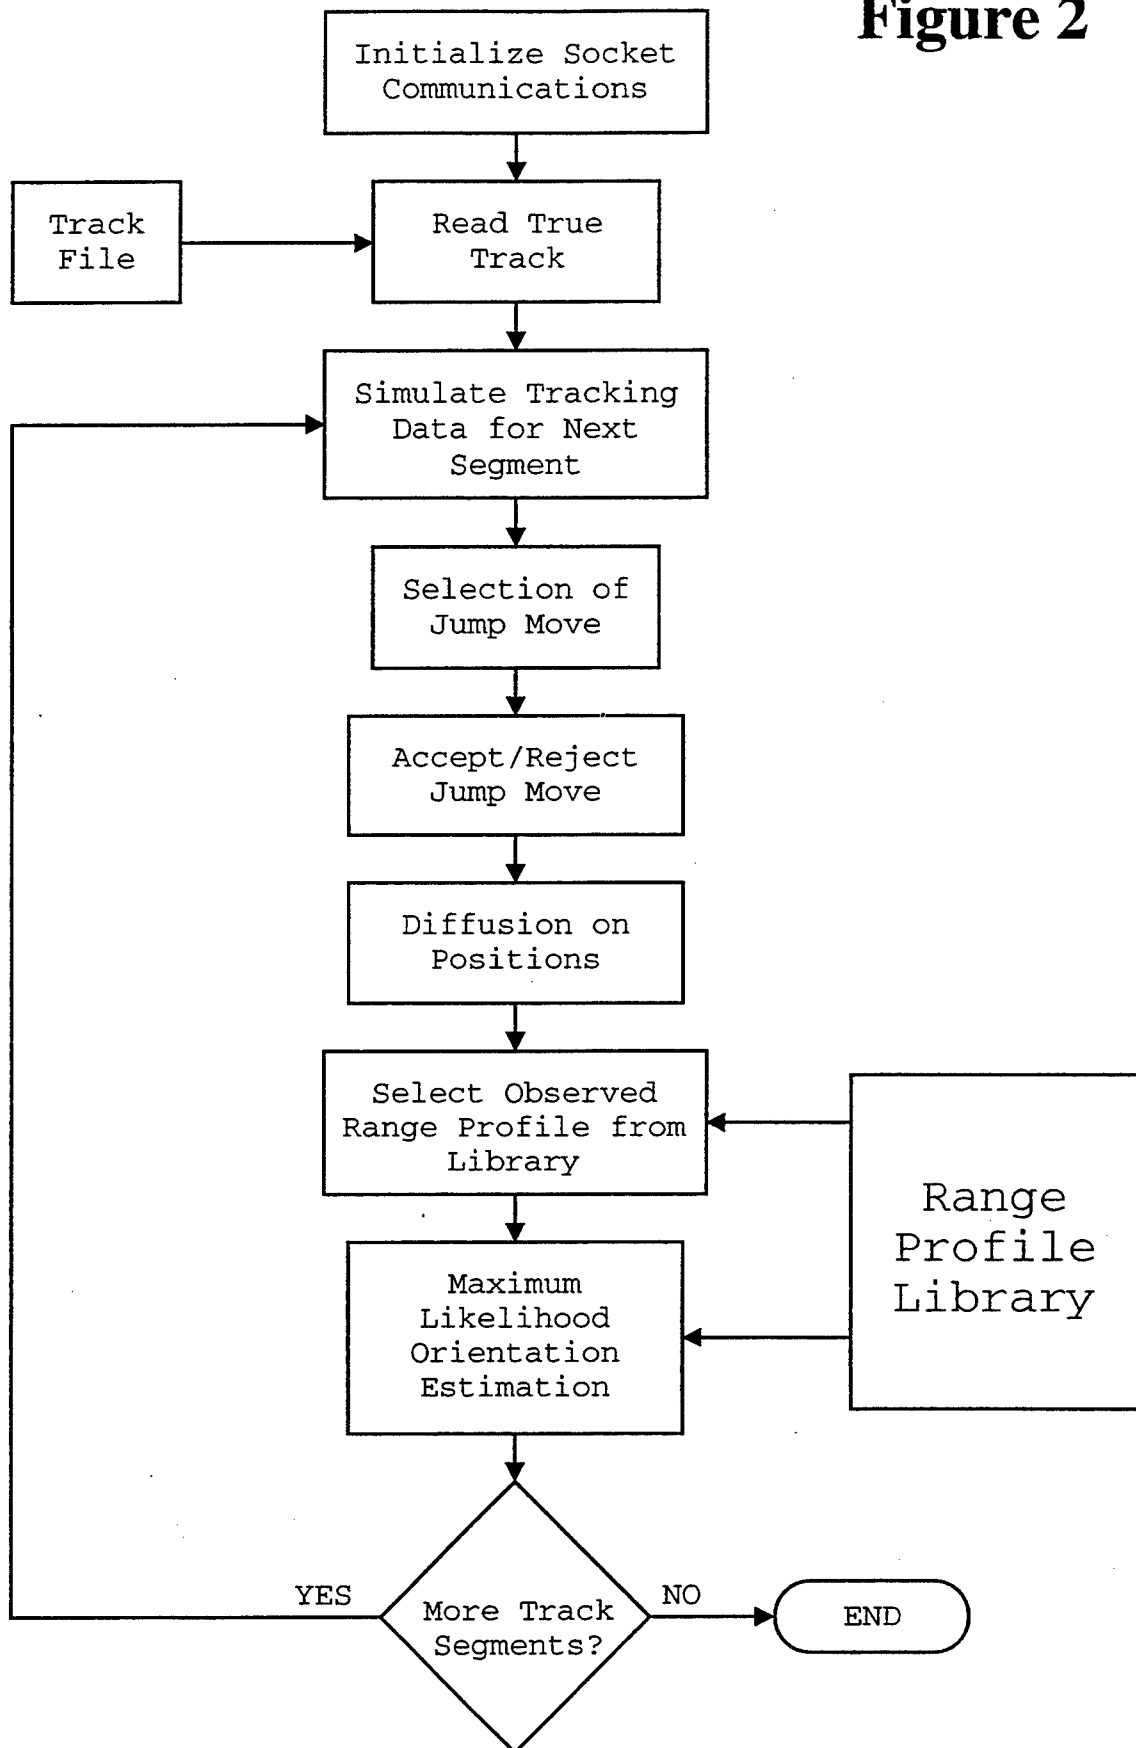 Figure 2
Initialize Socket
Communications
Track
File
Read True
Track
Simulate Tracking
Data for Next
Segment
Selection of
Jump Move
Accept/Reject
Jump Move
Diffusion on
Positions
Select Observed
Range Profile from
Library
Range
Profile
Library
Maximum
Likelihood
Orientation
Estimation
YES
More Track
Segments?
NO
END